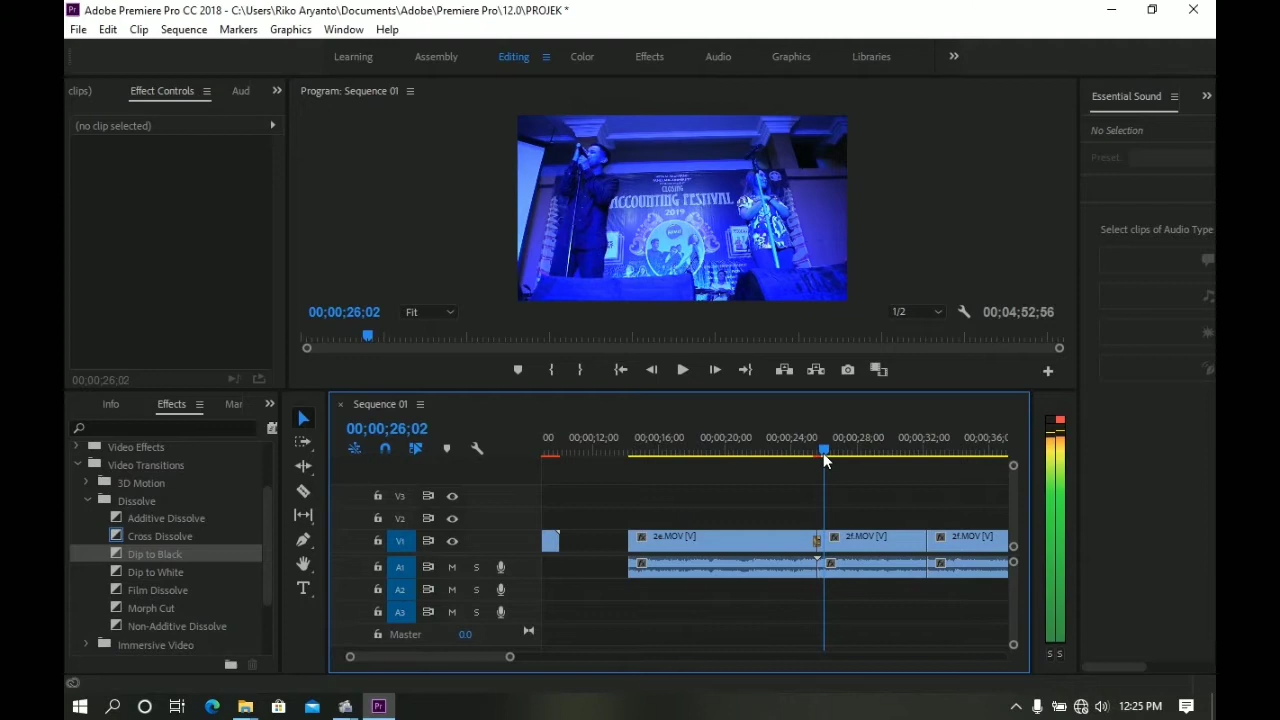 Adobe Premiere Pro CC 2018 - C:\Users\Riko Aryanto\Documents\Adobe\Premiere Pro\12.0\PROJEK *
File Edit Clip Sequence Markers Graphics Window Help
Learning Assembly Editing Color Effects Audio Graphics Libraries
clips) Effect Controls Aud
(no clip selected)
00;00;26;02
Program: Sequence 01
CLOSING
ACCOUNTING FESTIVAL
2019
00;00;26;02 Fit 1/2 00;04;52;56
Essential Sound
No Selection
Preset:
Select clips of Audio Type
Info Effects Mar
Video Effects
Video Transitions
3D Motion
Dissolve
Additive Dissolve
Cross Dissolve
Dip to Black
Dip to White
Film Dissolve
Morph Cut
Non-Additive Dissolve
Immersive Video
Sequence 01
00;00;26;02
00 00;00;12;00 00;00;16;00 00;00;20;00 00;00;24;00 00;00;28;00 00;00;32;00 00;00;36;0
V3
V2
V1 2e.MOV [V] 2f.MOV [V] 2f.MOV [V]
A1 M S
A2 M S
A3 M S
Master 0.0
S S
Pr 12:25 PM